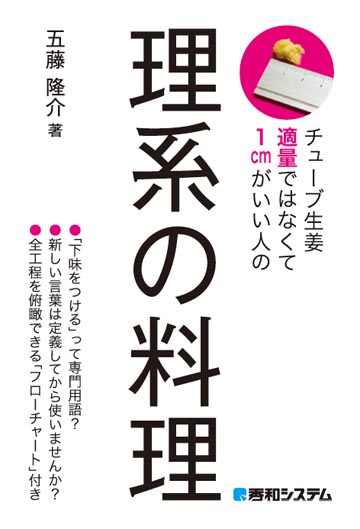 チューブ生姜
適量ではなくて
1cmがいい人の
理系の料理
五藤 隆介 著
●「下味をつける」って専門用語？
●新しい言葉は定義してから使いませんか？
●全工程を俯瞰できる「フローチャート」付き
秀和システム